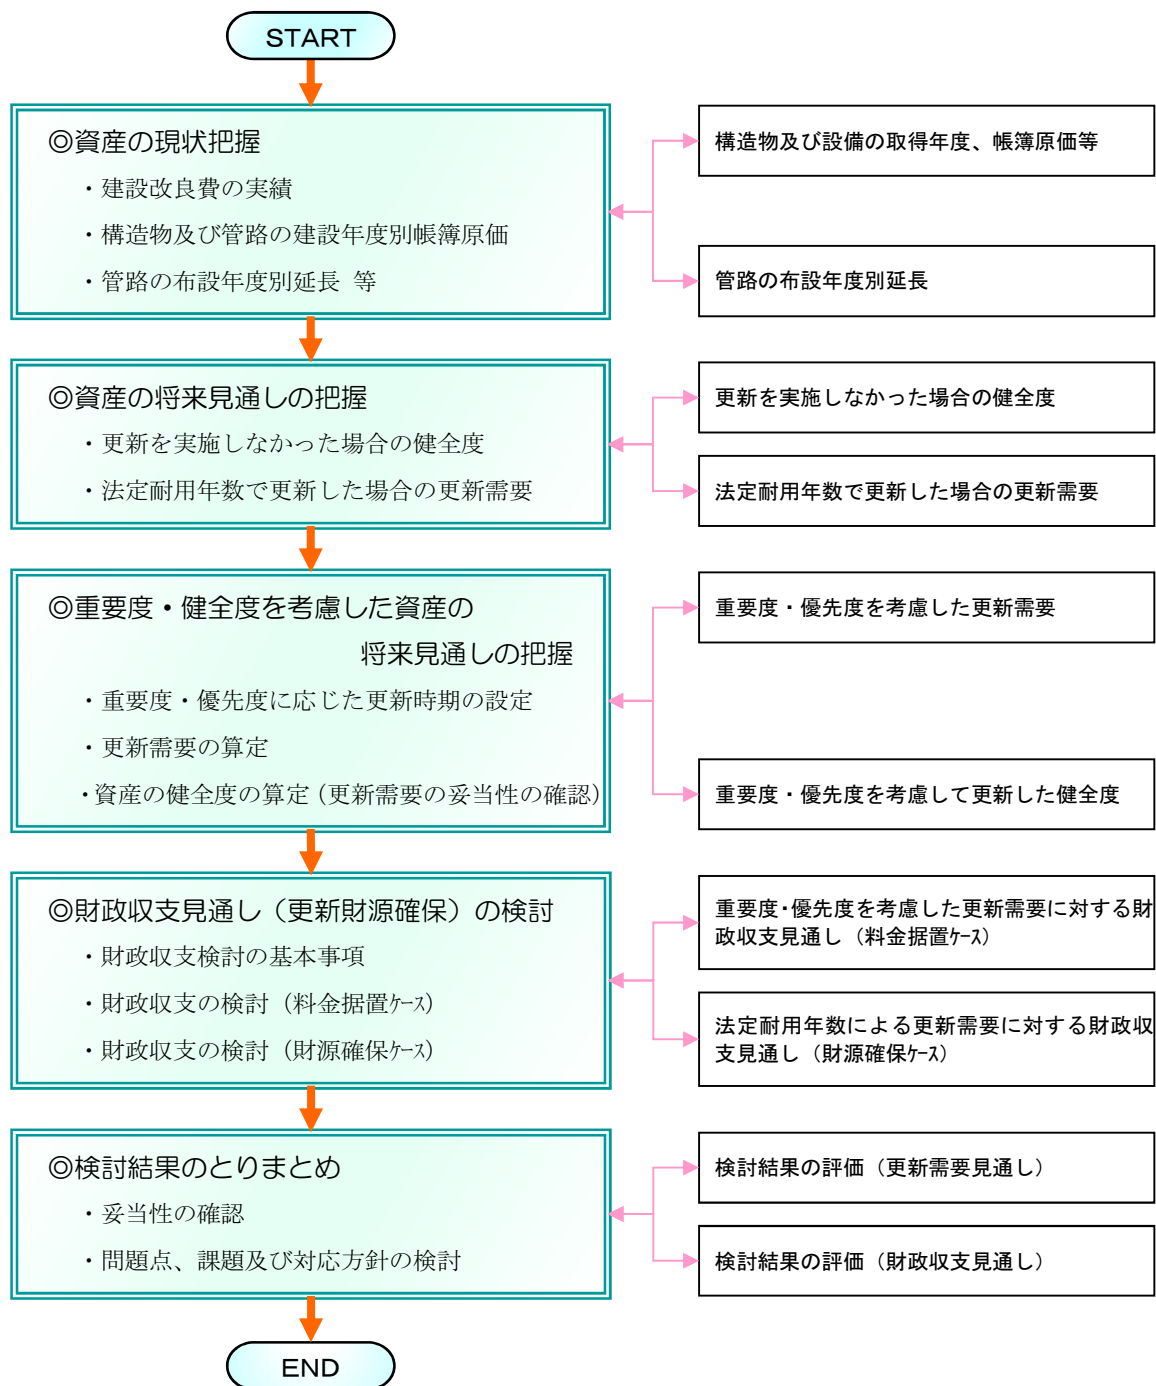 START
◎資産の現状把握
・建設改良費の実績
・構造物及び管路の建設年度別帳簿原価
・管路の布設年度別延長 等
構造物及び設備の取得年度、帳簿原価等
管路の布設年度別延長
◎資産の将来見通しの把握
・更新を実施しなかった場合の健全度
・法定耐用年数で更新した場合の更新需要
更新を実施しなかった場合の健全度
法定耐用年数で更新した場合の更新需要
◎重要度・健全度を考慮した資産の
将来見通しの把握
・重要度・優先度に応じた更新時期の設定
・更新需要の算定
・資産の健全度の算定（更新需要の妥当性の確認）
重要度・優先度を考慮した更新需要
重要度・優先度を考慮して更新した健全度
◎財政収支見通し（更新財源確保）の検討
・財政収支検討の基本事項
・財政収支の検討（料金据置ｹｰｽ）
・財政収支の検討（財源確保ｹｰｽ）
重要度・優先度を考慮した更新需要に対する財
政収支見通し（料金据置ｹｰｽ）
法定耐用年数による更新需要に対する財政収
支見通し（財源確保ｹｰｽ）
◎検討結果のとりまとめ
・妥当性の確認
・問題点、課題及び対応方針の検討
検討結果の評価（更新需要見通し）
検討結果の評価（財政収支見通し）
END